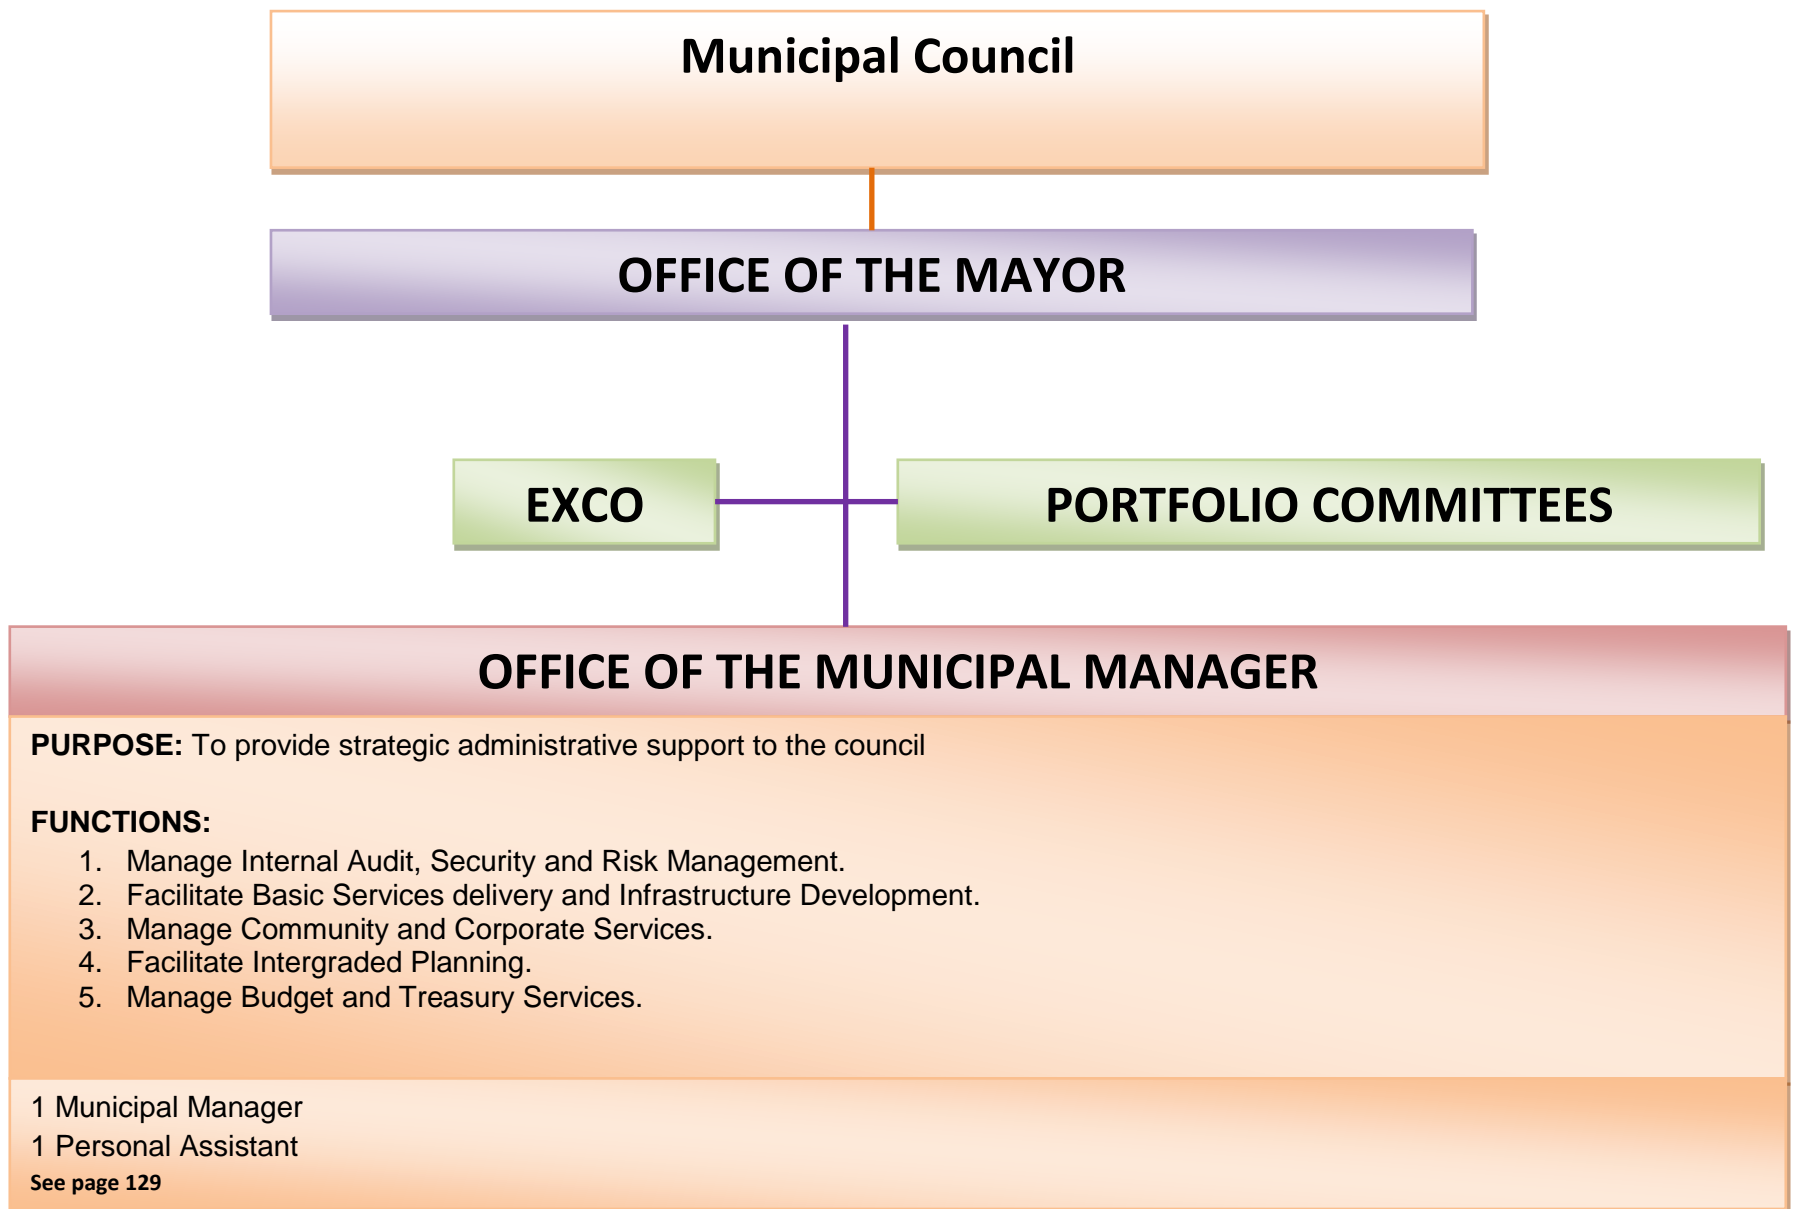 Municipal Council
OFFICE OF THE MAYOR
EXCO
PORTFOLIO COMMITTEES
OFFICE OF THE MUNICIPAL MANAGER
PURPOSE: To provide strategic administrative support to the council
FUNCTIONS:
1. Manage Internal Audit, Security and Risk Management.
2. Facilitate Basic Services delivery and Infrastructure Development.
3. Manage Community and Corporate Services.
4. Facilitate Intergraded Planning.
5. Manage Budget and Treasury Services.
1 Municipal Manager
1 Personal Assistant
See page 129